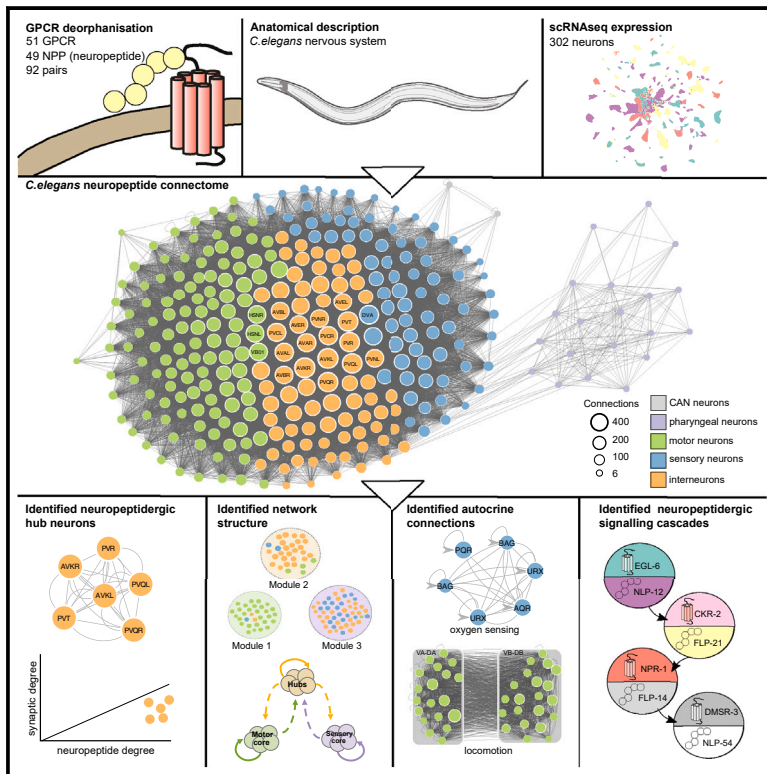 GPCR deorphanisation
51 GPCR
49 NPP (neuropeptide)
92 pairs
Anatomical description
C.elegans nervous system
scRNAseq expression
302 neurons
C.elegans neuropeptide connectome
HSNR
AVBL
AVEL
DVA
AVER
PVNR
PVT
HSNL
PVCL
AVAR
PVCR
PVR
VB01
AVAL
AVKL
PVNL
AVKR
PVQL
AVBR
PVQR
Connections
400
200
100
6
CAN neurons
pharyngeal neurons
motor neurons
sensory neurons
interneurons
Identified neuropeptidergic
hub neurons
PVR
AVKR
PVQL
AVKL
PVT
PVQR
synaptic degree
neuropeptide degree
Identified network
structure
Module 2
Module 1
Module 3
Hubs
Motor
core
Sensory
core
Identified autocrine
connections
PQR
BAG
URX
BAG
AQR
URX
oxygen sensing
VA-DA
VB-DB
locomotion
Identified neuropeptidergic
signalling cascades
EGL-6
NLP-12
CKR-2
FLP-21
NPR-1
FLP-14
DMSR-3
NLP-54